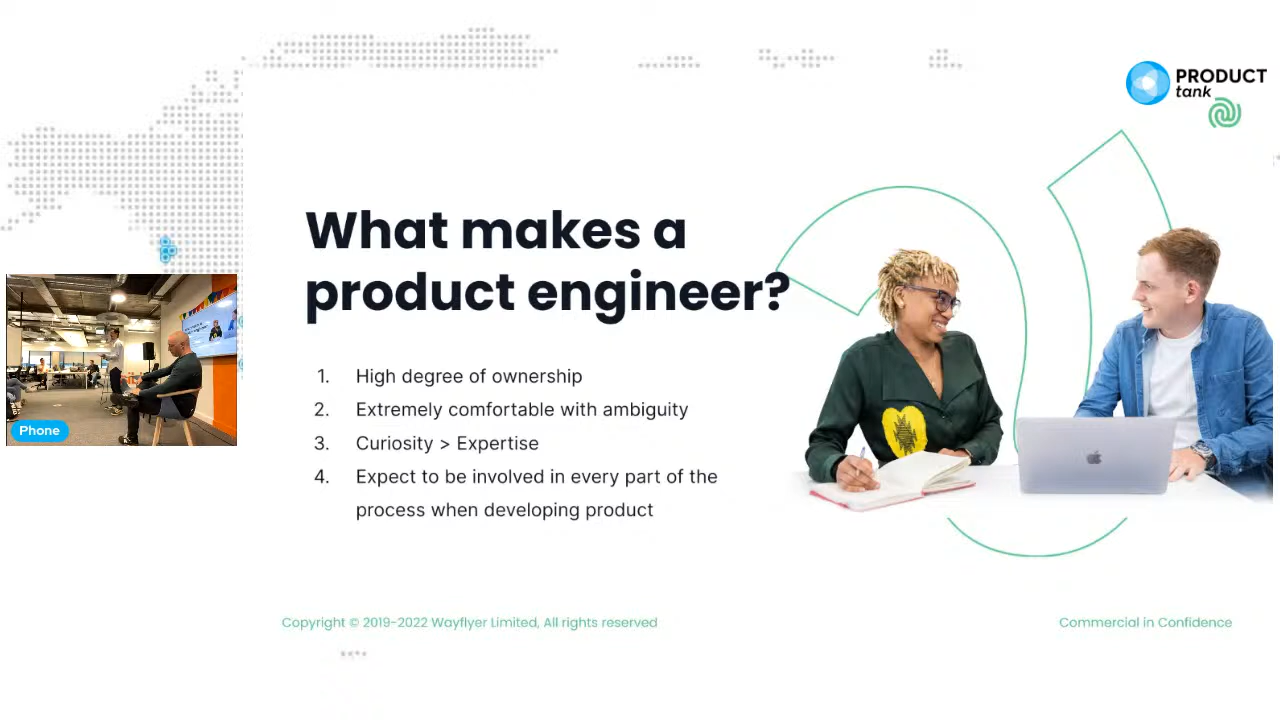 PRODUCT
tank
What makes a
product engineer?
1. High degree of ownership
2. Extremely comfortable with ambiguity
3. Curiosity > Expertise
4. Expect to be involved in every part of the
process when developing product
Phone
Copyright © 2019-2022 Wayflyer Limited, All rights reserved
Commercial in Confidence